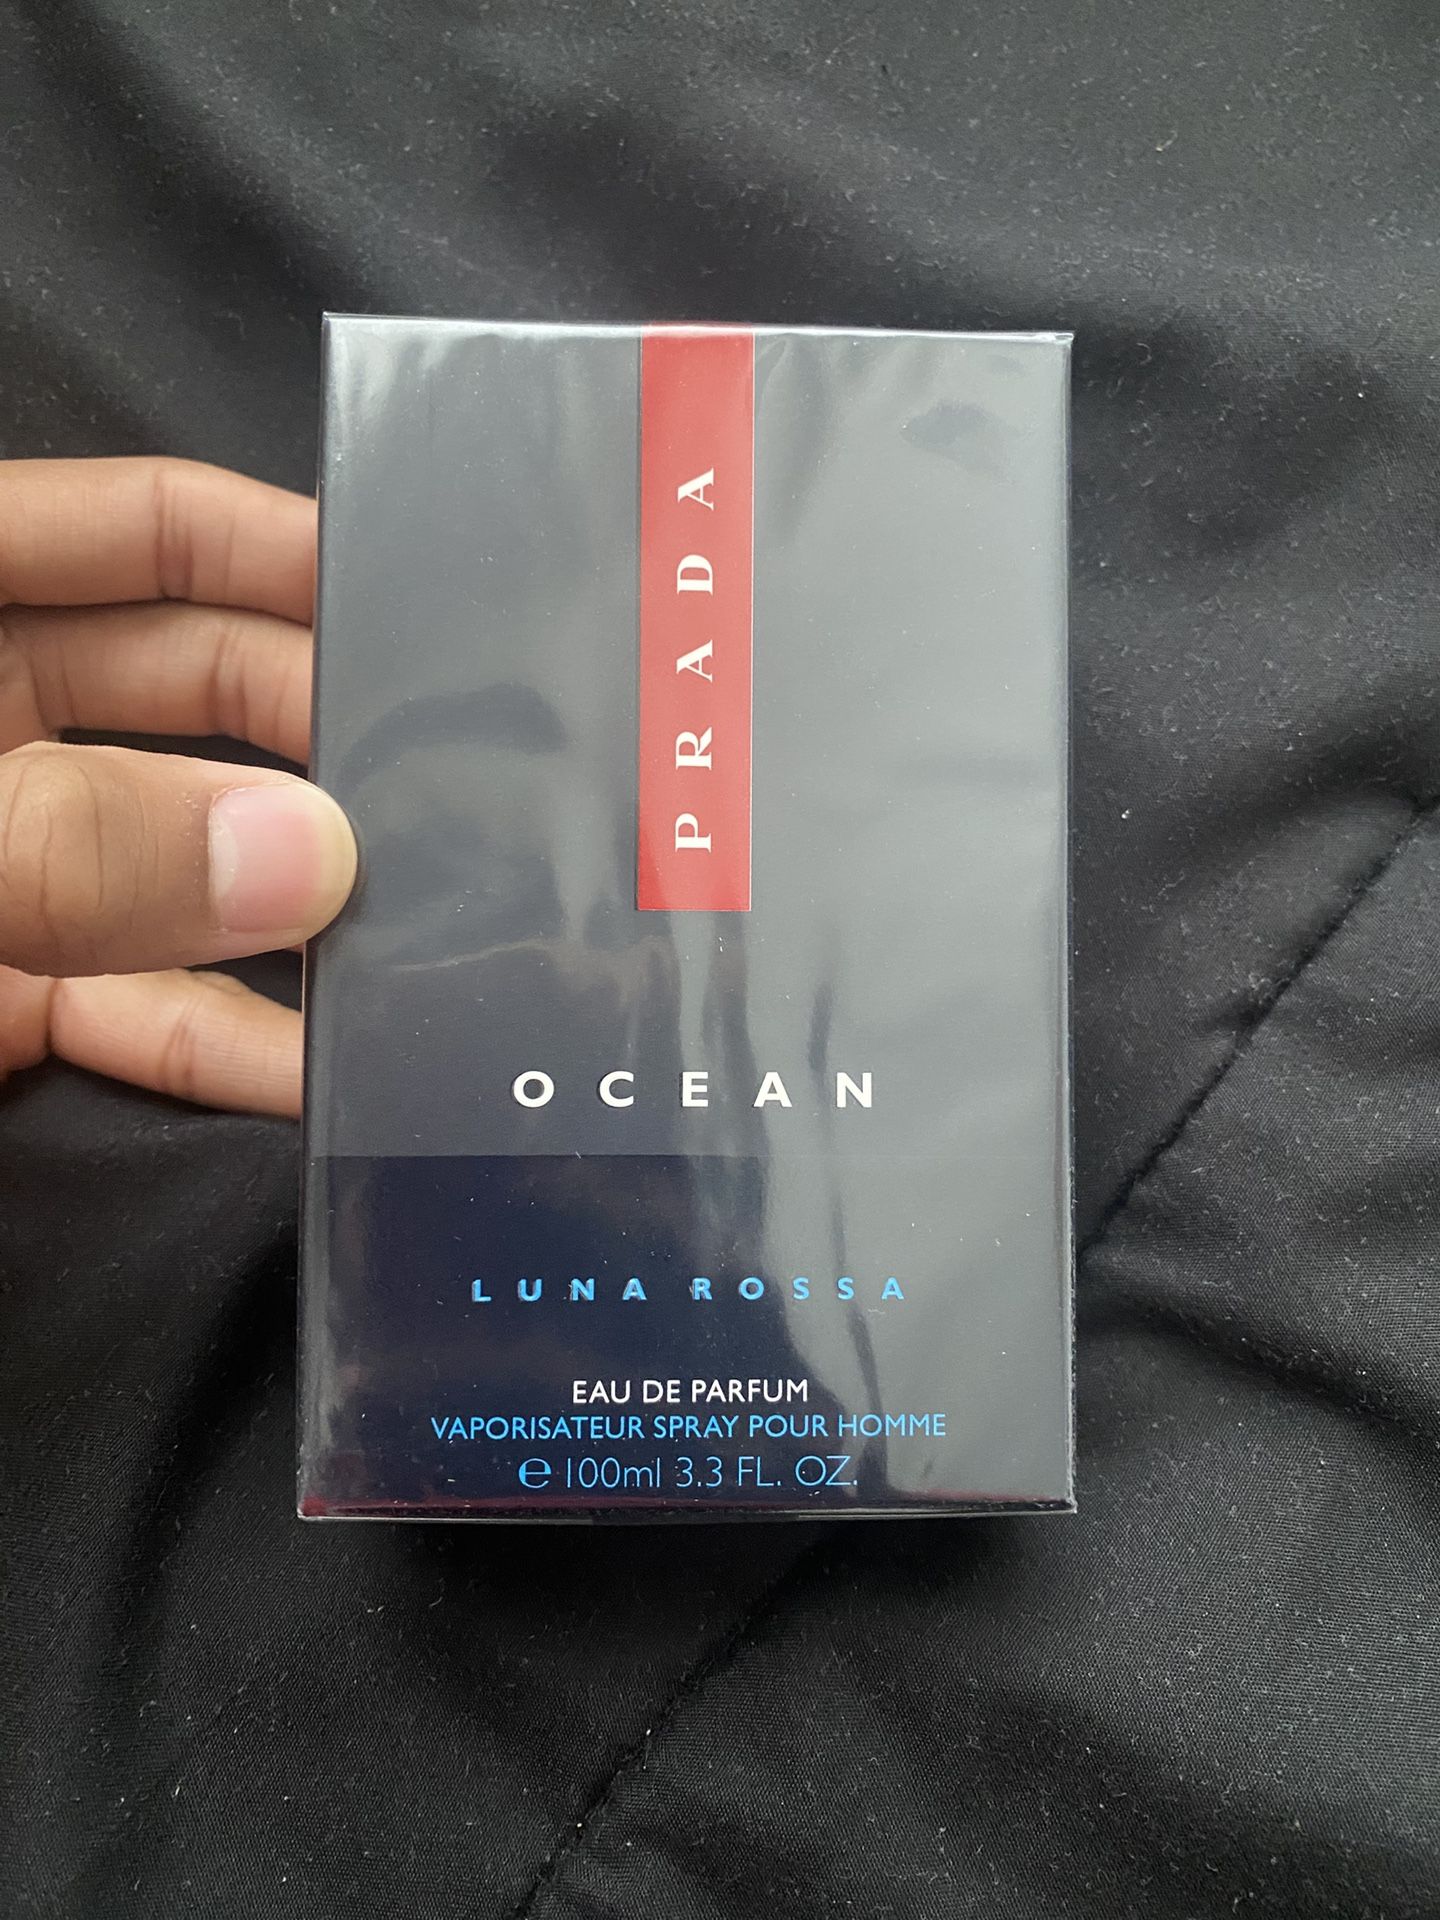 PRADA
OCEAN
LUNA ROSSA
EAU DE PARFUM
VAPORISATEUR SPRAY POUR HOMME
℮ 100ml 3.3 FL. OZ.